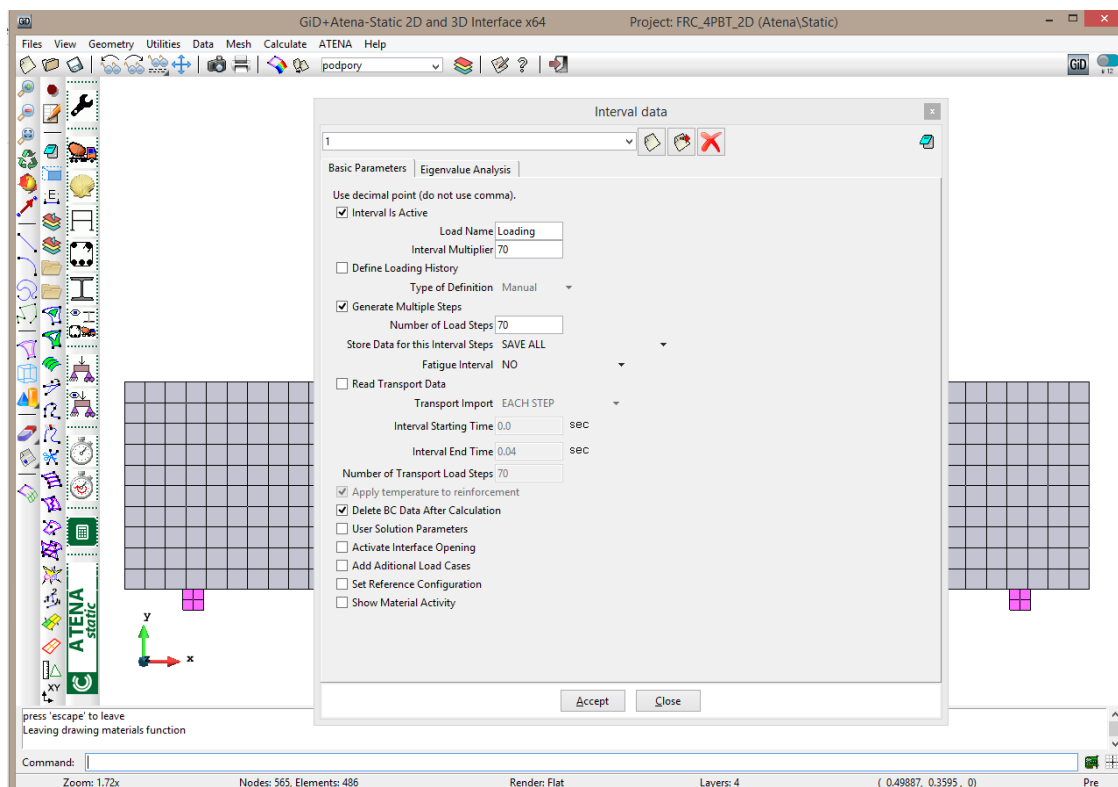 GiD+Atena-Static 2D and 3D Interface x64 Project: FRC_4PBT_2D (Atena\Static)
Files View Geometry Utilities Data Mesh Calculate ATENA Help
podpory
GiD
Interval data
1
Basic Parameters Eigenvalue Analysis
Use decimal point (do not use comma).
Interval Is Active
Load Name Loading
Interval Multiplier 70
Define Loading History
Type of Definition Manual
Generate Multiple Steps
Number of Load Steps 70
Store Data for this Interval Steps SAVE ALL
Fatigue Interval NO
Read Transport Data
Transport Import EACH STEP
Interval Starting Time 0.0 sec
Interval End Time 0.04 sec
Number of Transport Load Steps 70
Apply temperature to reinforcement
Delete BC Data After Calculation
User Solution Parameters
Activate Interface Opening
Add Aditional Load Cases
Set Reference Configuration
Show Material Activity
Accept Close
ATENA
static
y
x
XY
press 'escape' to leave
Leaving drawing materials function
Command:
Zoom: 1.72x Nodes: 565, Elements: 486 Render: Flat Layers: 4 ( 0.49887, 0.3595 , 0) Pre